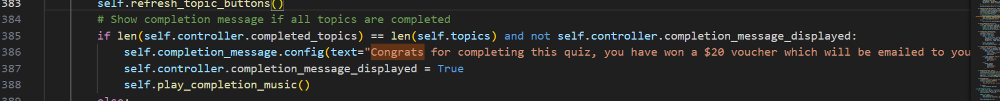 383 self.refresh_topic_buttons()
384 # Show completion message if all topics are completed
385 if len(self.controller.completed_topics) == len(self.topics) and not self.controller.completion_message_displayed:
386 self.completion_message.config(text="Congrats for completing this quiz, you have won a $20 voucher which will be emailed to you
387 self.controller.completion_message_displayed = True
388 self.play_completion_music()
389 else: